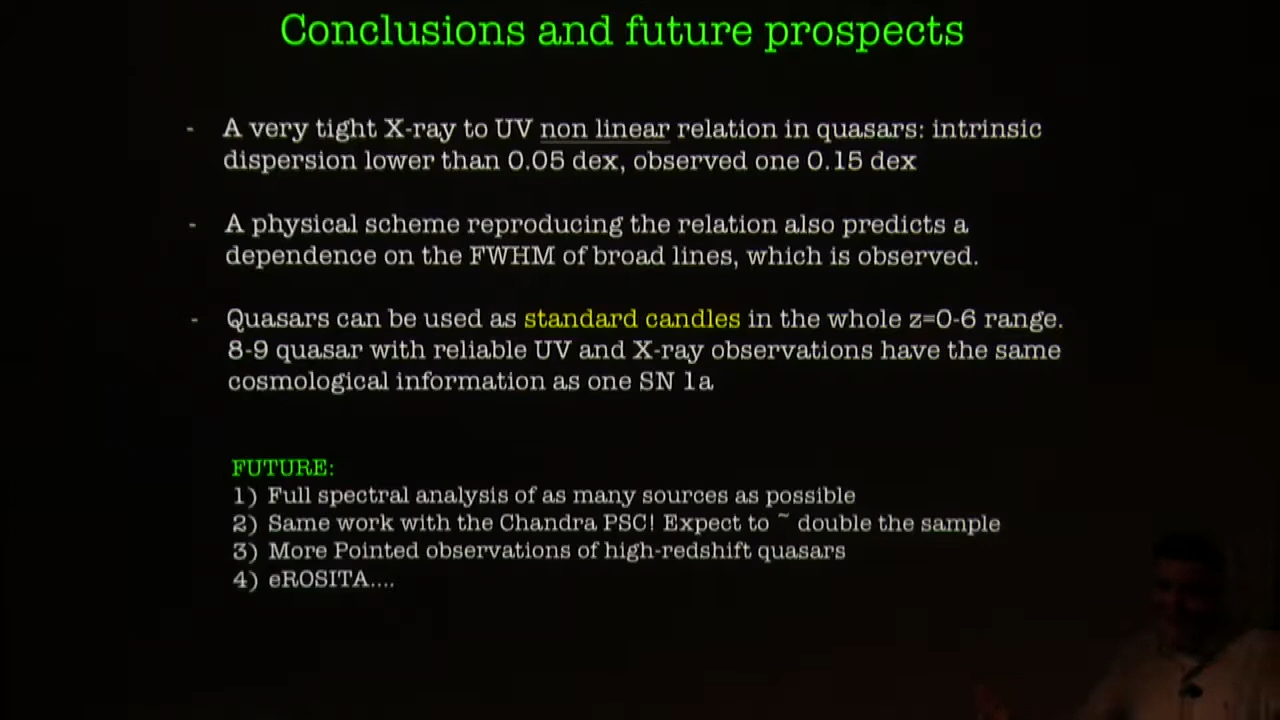 Conclusions and future prospects
- A very tight X-ray to UV non linear relation in quasars: intrinsic
dispersion lower than 0.05 dex, observed one 0.15 dex
- A physical scheme reproducing the relation also predicts a
dependence on the FWHM of broad lines, which is observed.
- Quasars can be used as standard candles in the whole z=0-6 range.
8-9 quasar with reliable UV and X-ray observations have the same
cosmological information as one SN 1a
FUTURE:
1) Full spectral analysis of as many sources as possible
2) Same work with the Chandra PSC! Expect to ~ double the sample
3) More Pointed observations of high-redshift quasars
4) eROSITA....